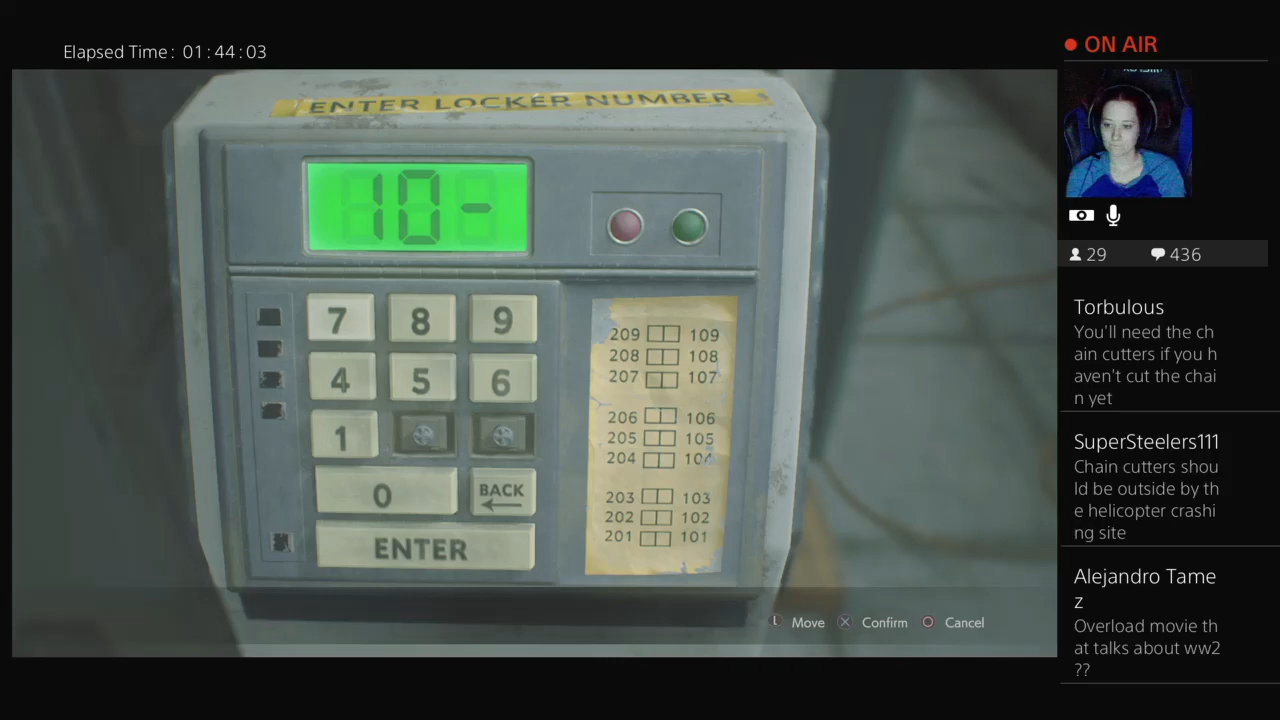 Elapsed Time: 01:44:03
ON AIR
ENTER LOCKER NUMBER
10-
7 8 9
4 5 6
1
0 BACK
ENTER
209 109
208 108
207 107
206 106
205 105
204 104
203 103
202 102
201 101
L Move X Confirm O Cancel
29 436
Torbulous
You'll need the ch
ain cutters if you h
aven't cut the chai
n yet
SuperSteelers111
Chain cutters shou
ld be outside by th
e helicopter crashi
ng site
Alejandro Tame
z
Overload movie th
at talks about ww2
??